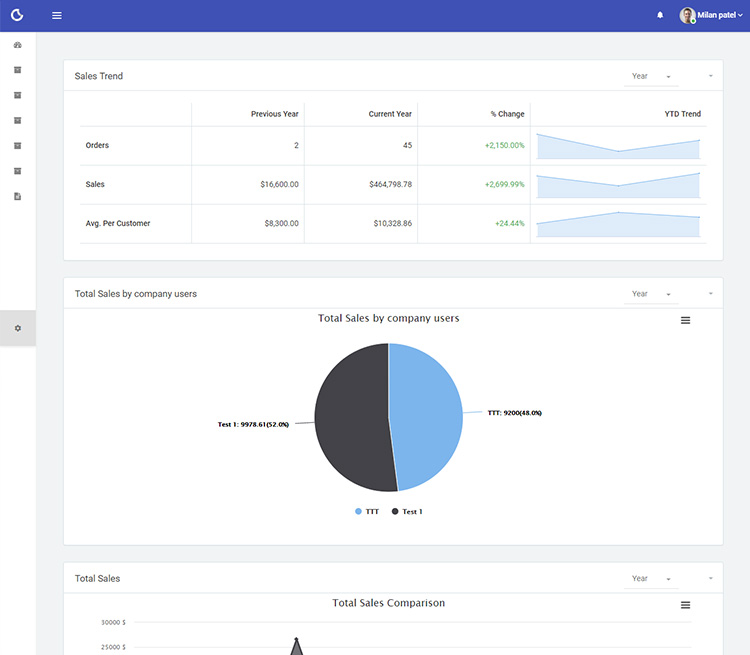 Milan patel
Sales Trend Year
Previous Year Current Year % Change YTD Trend
Orders 2 45 +2,150.00%
Sales $16,600.00 $464,798.78 +2,699.99%
Avg. Per Customer $8,300.00 $10,328.86 +24.44%
Total Sales by company users Year
Total Sales by company users
TTT: 9200(48.0%)
Test 1: 9978.61(52.0%)
TTT Test 1
Total Sales Year
Total Sales Comparison
30000 $
25000 $